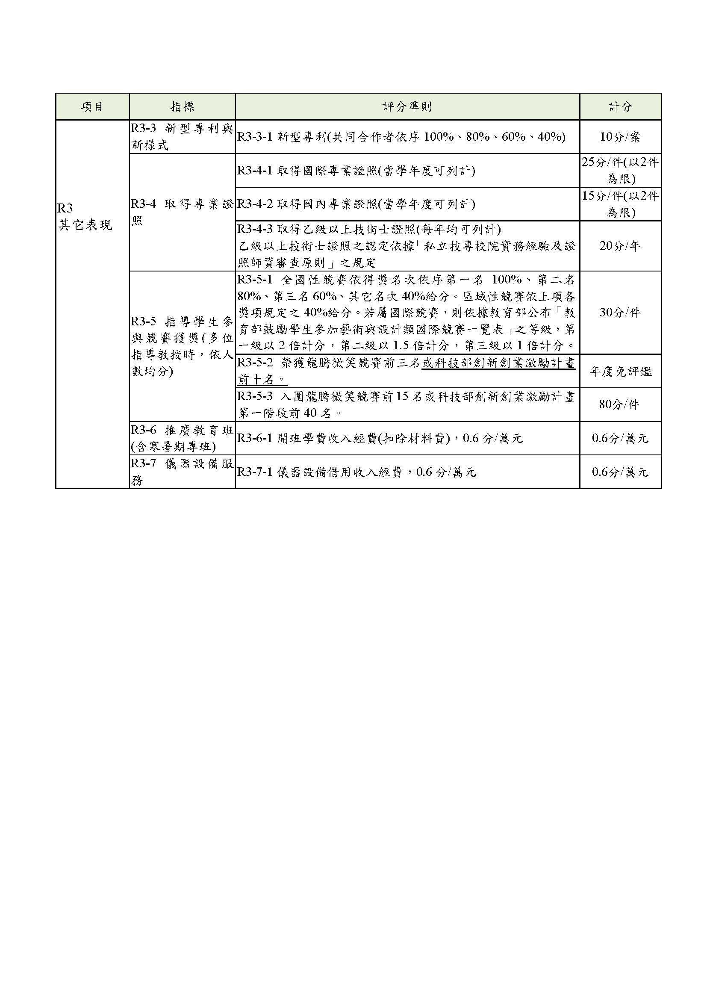 項目 指標 評分準則 計分
R3
其它表現
R3-3 新型專利與
新樣式
R3-3-1 新型專利(共同合作者依序 100%、80%、60%、40%)
10分/案
R3-4 取得專業證
照
R3-4-1 取得國際專業證照(當學年度可列計)
25分/件(以2件
為限)
R3-4-2 取得國內專業證照(當學年度可列計)
15分/件(以2件
為限)
R3-4-3 取得乙級以上技術士證照(每年均可列計)
乙級以上技術士證照之認定依據「私立技專校院實務經驗及證
照師資審查原則」之規定
20分/年
R3-5 指導學生參
與競賽獲獎(多位
指導教授時，依人
數均分)
R3-5-1 全國性競賽依得獎名次依序第一名 100%、第二名
80%、第三名 60%、其它名次 40%給分。區域性競賽依上項各
獎項規定之 40%給分。若屬國際競賽，則依據教育部公布「教
育部鼓勵學生參加藝術與設計類國際競賽一覽表」之等級，第
一級以 2 倍計分，第二級以 1.5 倍計分，第三級以 1 倍計分。
30分/件
R3-5-2 榮獲龍騰微笑競賽前三名或科技部創新創業激勵計畫
前十名。
年度免評鑑
R3-5-3 入圍龍騰微笑競賽前 15 名或科技部創新創業激勵計畫
第一階段前 40 名。
80分/件
R3-6 推廣教育班
(含寒暑期專班)
R3-6-1 開班學費收入經費(扣除材料費)，0.6 分/萬元
0.6分/萬元
R3-7 儀器設備服
務
R3-7-1 儀器設備借用收入經費，0.6 分/萬元
0.6分/萬元